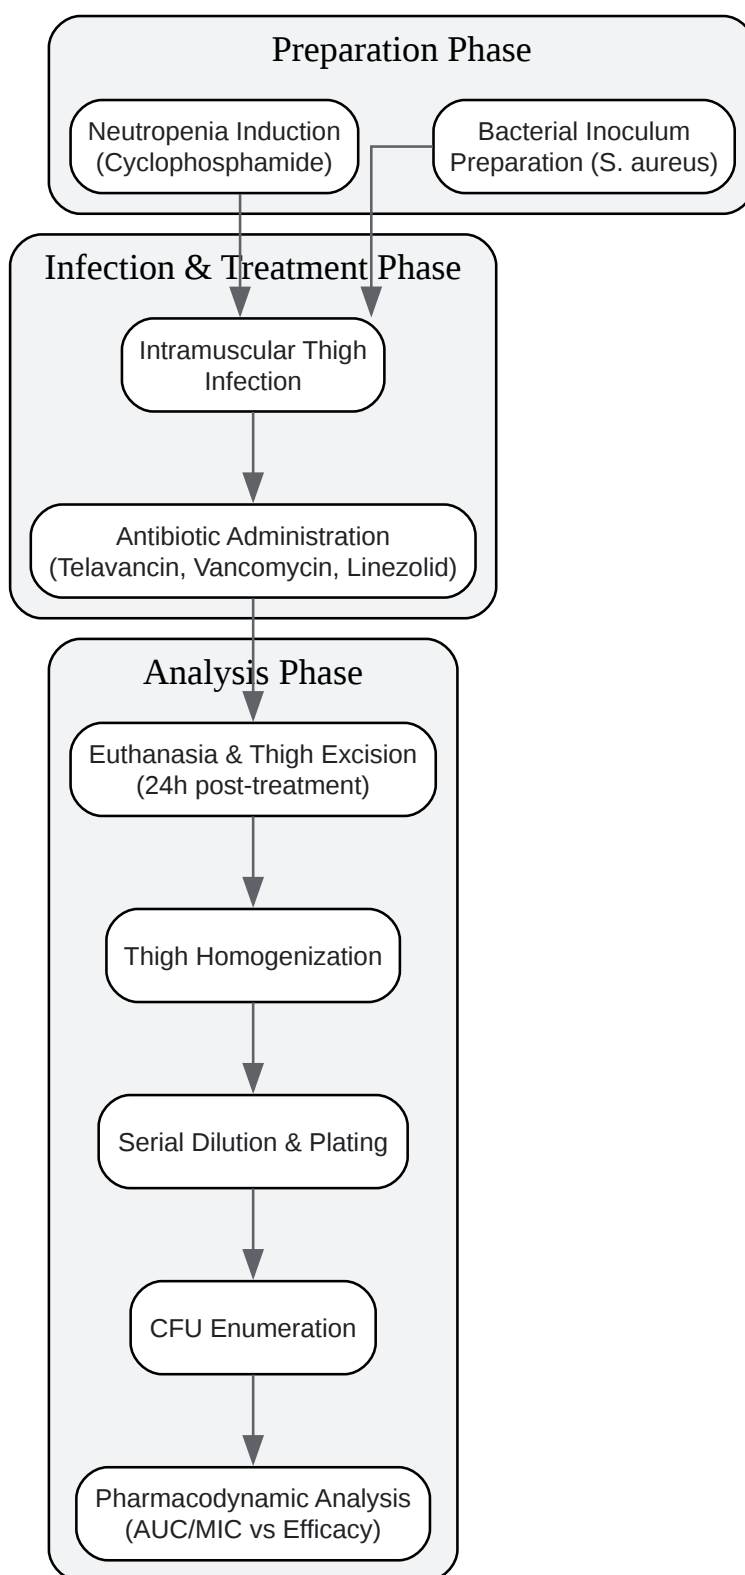 Preparation Phase
Neutropenia Induction
(Cyclophosphamide)
Bacterial Inoculum
Preparation (S. aureus)
Infection & Treatment Phase
Intramuscular Thigh
Infection
Antibiotic Administration
(Telavancin, Vancomycin, Linezolid)
Analysis Phase
Euthanasia & Thigh Excision
(24h post-treatment)
Thigh Homogenization
Serial Dilution & Plating
CFU Enumeration
Pharmacodynamic Analysis
(AUC/MIC vs Efficacy)